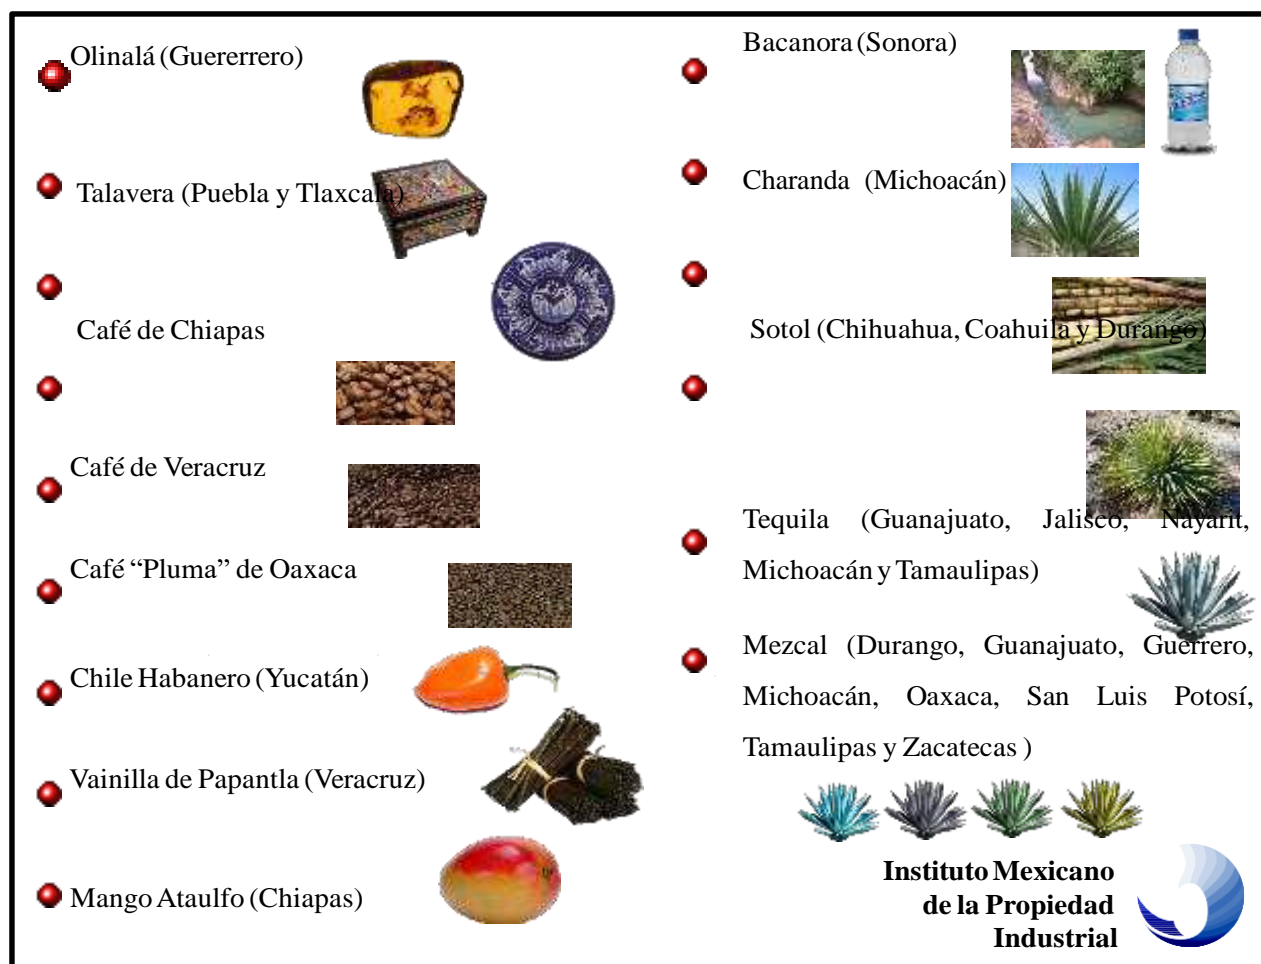 Olinalá (Guererrero)
Talavera (Puebla y Tlaxcala)
Café de Chiapas
Café de Veracruz
Café “Pluma” de Oaxaca
Chile Habanero (Yucatán)
Vainilla de Papantla (Veracruz)
Mango Ataulfo (Chiapas)
Bacanora (Sonora)
Charanda (Michoacán)
Sotol (Chihuahua, Coahuila y Durango)
Tequila (Guanajuato, Jalisco, Nayarit,
Michoacán y Tamaulipas)
Mezcal (Durango, Guanajuato, Guerrero,
Michoacán, Oaxaca, San Luis Potosí,
Tamaulipas y Zacatecas )
Instituto Mexicano
de la Propiedad
Industrial